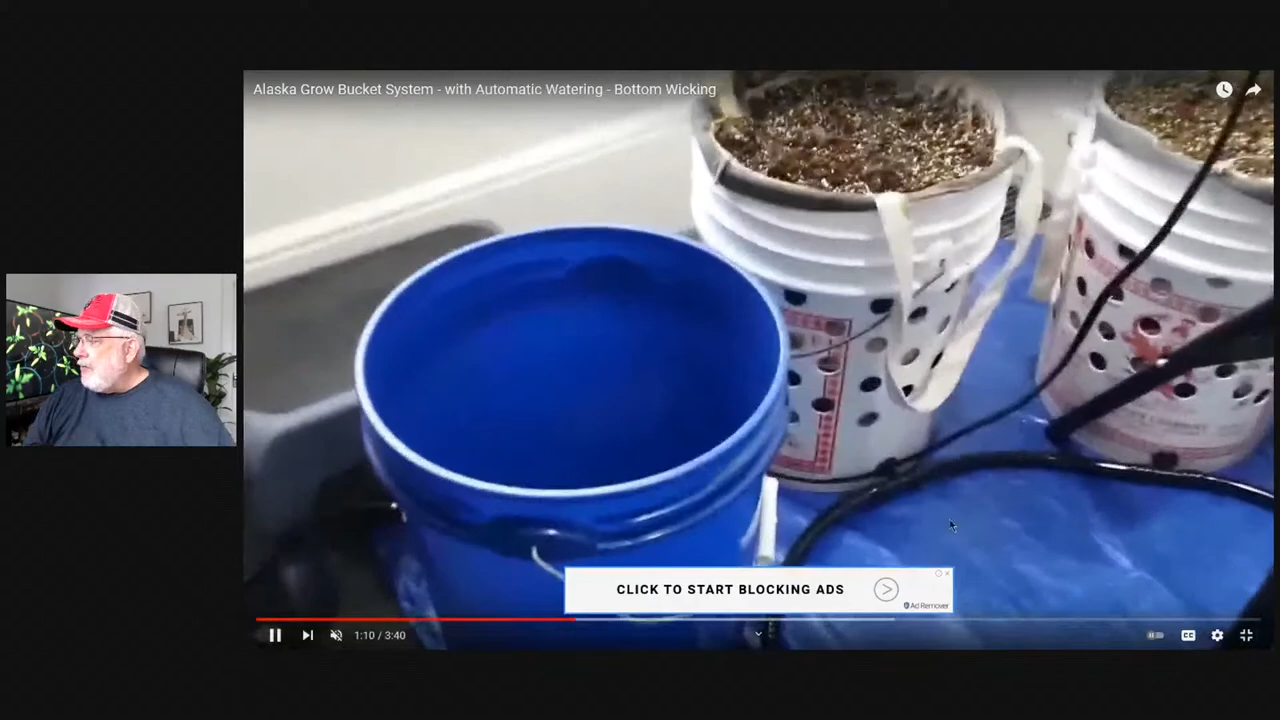 Alaska Grow Bucket System - with Automatic Watering - Bottom Wicking
CLICK TO START BLOCKING ADS
Ad Remover
1:10 / 3:40
CC